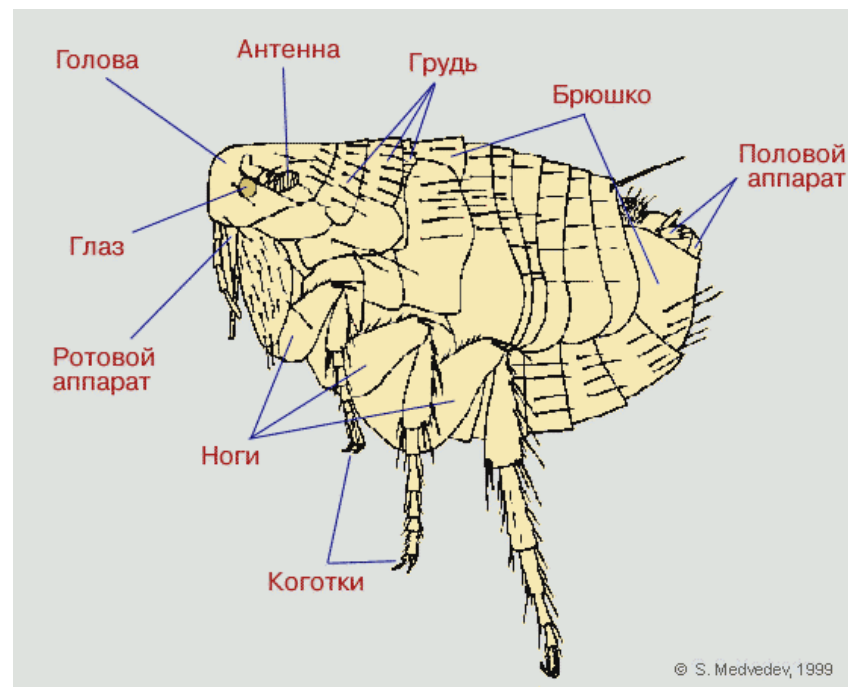 Голова
Антенна
Грудь
Брюшко
Половой
аппарат
Глаз
Ротовой
аппарат
Ноги
Коготки
© S. Medvedev, 1999